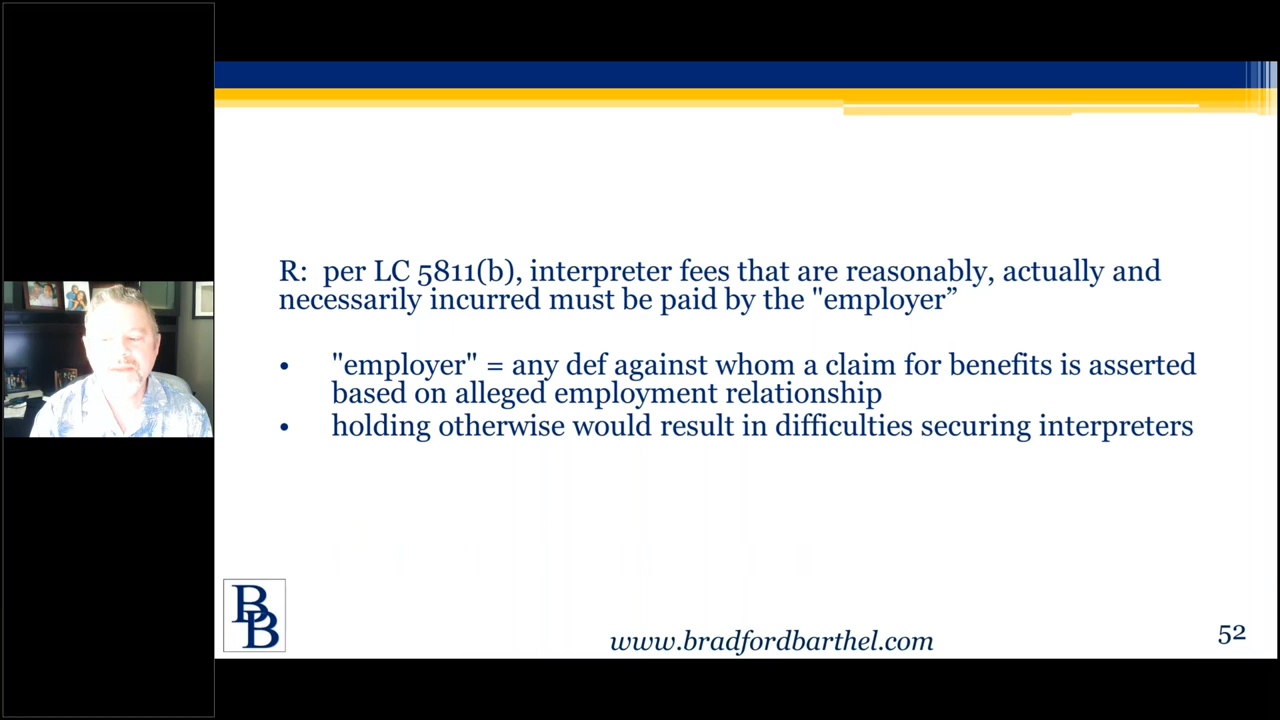 R:  per LC 5811(b), interpreter fees that are reasonably, actually and
necessarily incurred must be paid by the "employer”
• "employer" = any def against whom a claim for benefits is asserted
based on alleged employment relationship
• holding otherwise would result in difficulties securing interpreters
BB
www.bradfordbarthel.com
52